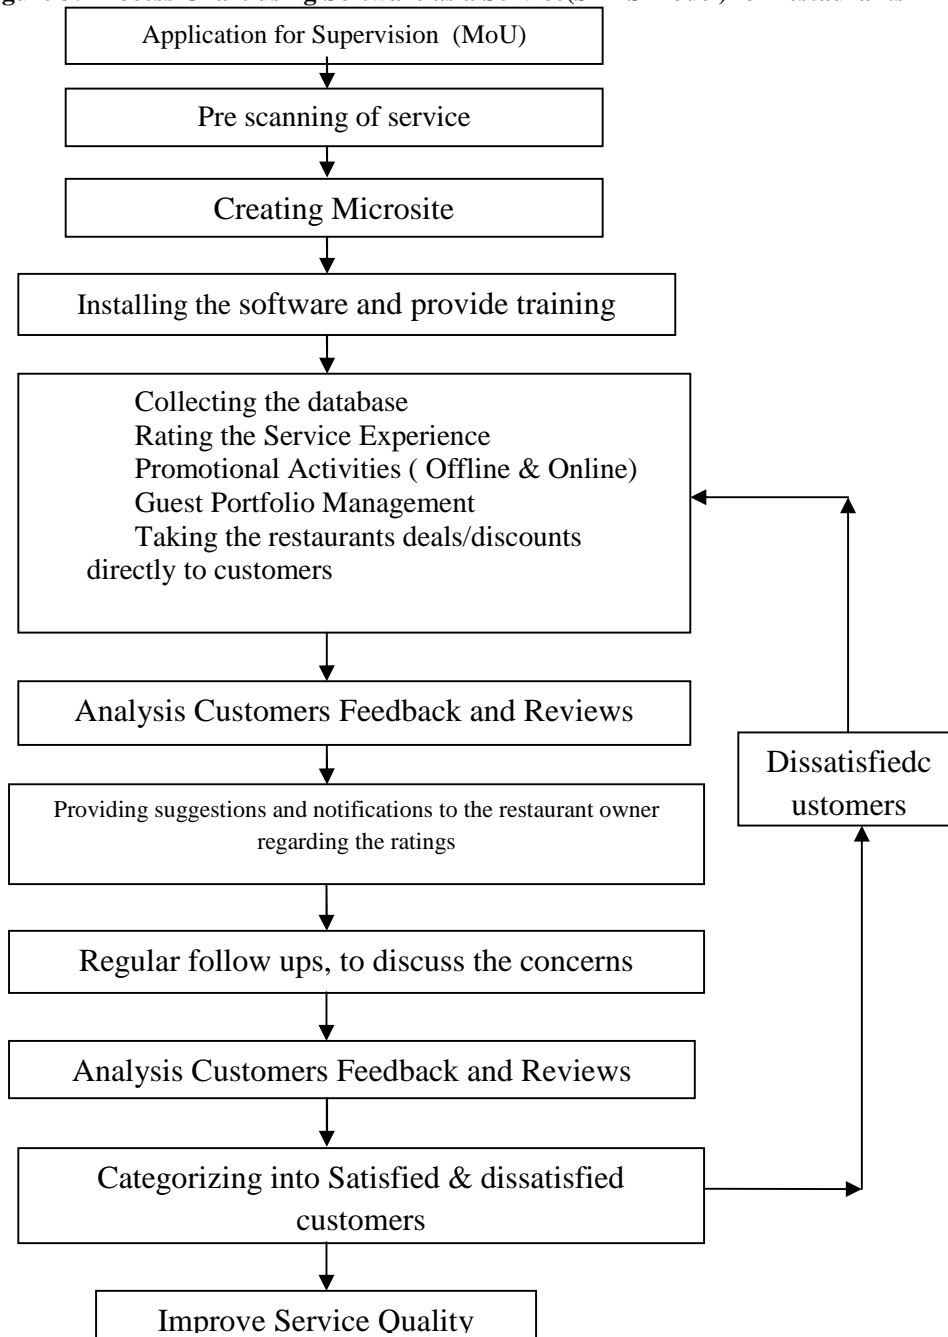 Application for Supervision (MoU)
Pre scanning of service
Creating Microsite
Installing the software and provide training
Collecting the database
Rating the Service Experience
Promotional Activities ( Offline & Online)
Guest Portfolio Management
Taking the restaurants deals/discounts
directly to customers
Analysis Customers Feedback and Reviews
Dissatisfiedc
ustomers
Providing suggestions and notifications to the restaurant owner
regarding the ratings
Regular follow ups, to discuss the concerns
Analysis Customers Feedback and Reviews
Categorizing into Satisfied & dissatisfied
customers
Improve Service Quality